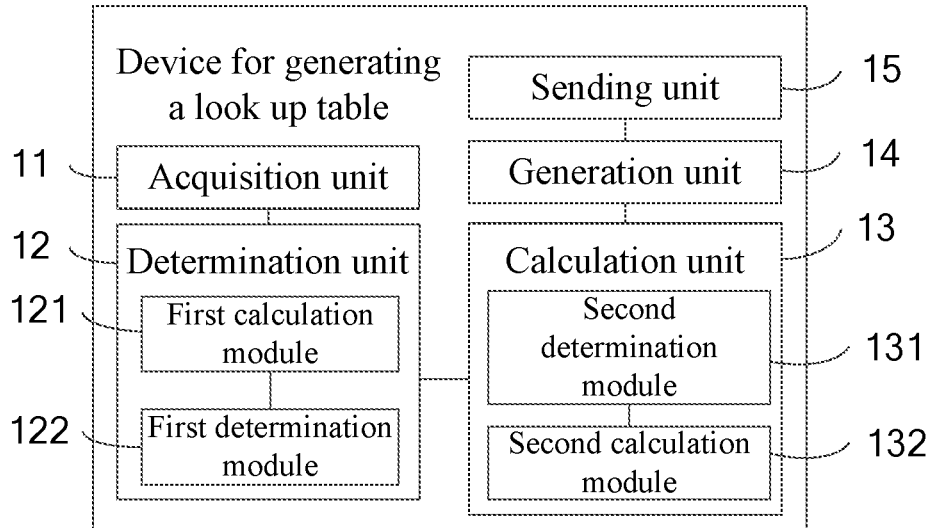 Device for generating
a look up table
11
Acquisition unit
12
Determination unit
121
First calculation
module
122
First determination
module
Sending unit
15
Generation unit
14
Calculation unit
13
Second
determination
module
131
Second calculation
module
132